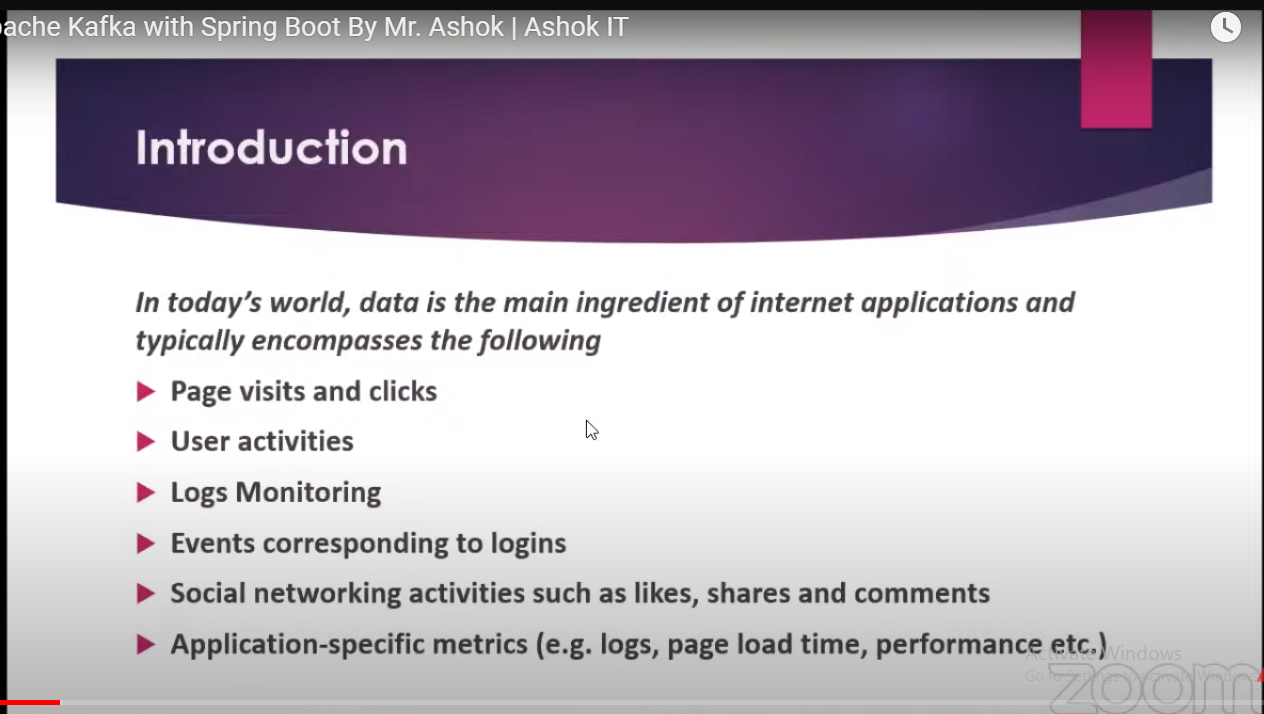 ache Kafka with Spring Boot By Mr. Ashok | Ashok IT
Introduction
In today's world, data is the main ingredient of internet applications and
typically encompasses the following
Page visits and clicks
User activities
Logs Monitoring
Events corresponding to logins
Social networking activities such as likes, shares and comments
Application-specific metrics (e.g. logs, page load time, performance etc.)
Activate Windows
Go to Settings to activate Windows
zoom